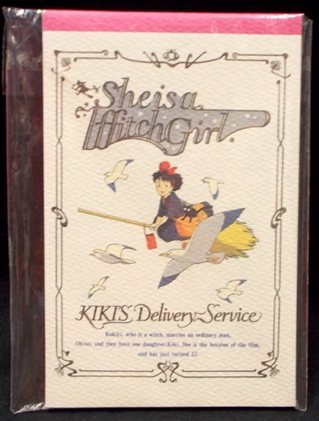 She is a
Witch Girl.
KIKI'S Delivery Service
Kokiri, who is a witch, marries an ordinary man,
Okino, and they have one daughter, Kiki. She is the heroine of the film,
and has just turned 13.